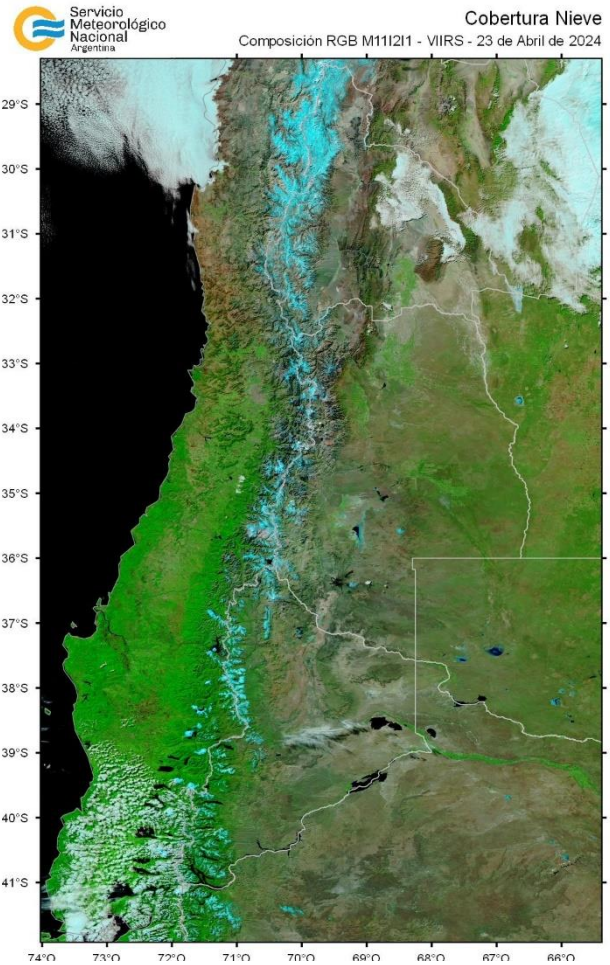 Servicio
Meteorológico
Nacional
Argentina
Cobertura Nieve
Composición RGB M11I2I1 - VIIRS - 23 de Abril de 2024
29°S
30°S
31°S
32°S
33°S
34°S
35°S
36°S
37°S
38°S
39°S
40°S
41°S
74°O 73°O 72°O 71°O 70°O 69°O 68°O 67°O 66°O